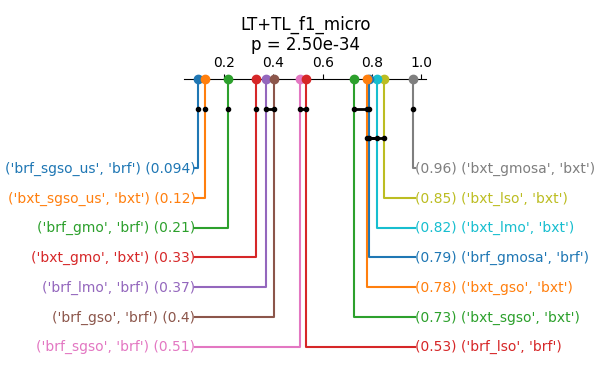 LT+TL_f1_micro
p = 2.50e-34
0.2 0.4 0.6 0.8 1.0
('brf_sgso_us', 'brf') (0.094) (0.96) ('bxt_gmosa', 'bxt')
('bxt_sgso_us', 'bxt') (0.12) (0.85) ('bxt_lso', 'bxt')
('brf_gmo', 'brf') (0.21) (0.82) ('bxt_lmo', 'bxt')
('bxt_gmo', 'bxt') (0.33) (0.79) ('brf_gmosa', 'brf')
('brf_lmo', 'brf') (0.37) (0.78) ('bxt_gso', 'bxt')
('brf_gso', 'brf') (0.4) (0.73) ('bxt_sgso', 'bxt')
('brf_sgso', 'brf') (0.51) (0.53) ('brf_lso', 'brf')